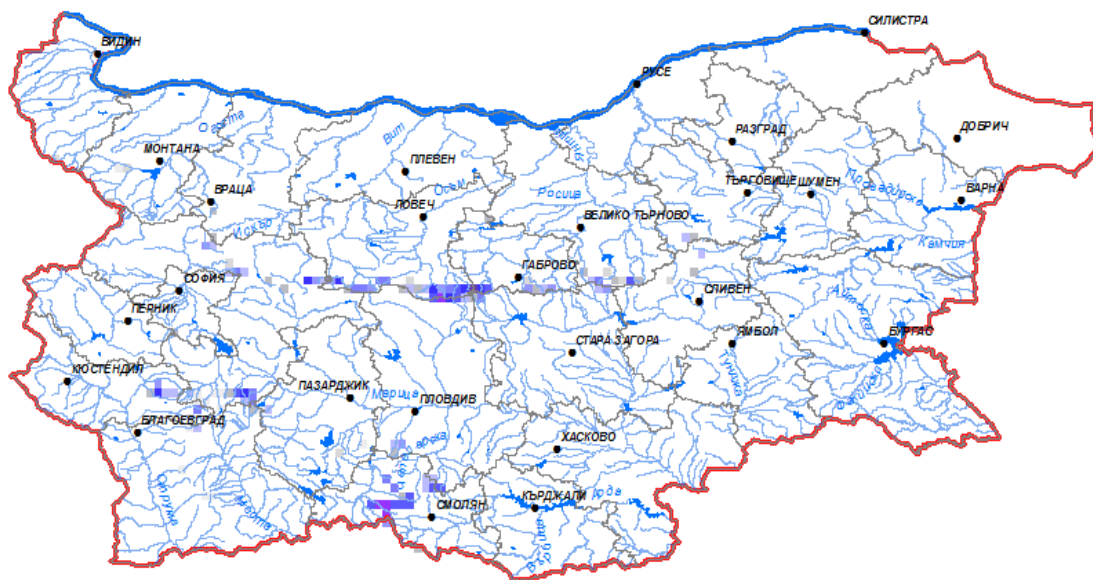 СИЛИСТРА
ВИДИН
РУСЕ
Огоста
РАЗГРАД
ДОБРИЧ
Вит
МОНТАНА
ПЛЕВЕН
ТЪРГОВИЩЕ
ШУМЕН
ВРАЦА
Осъм
Росица
ВАРНА
ЛОВЕЧ
Искър
ВЕЛИКО ТЪРНОВО
Камчия
СОФИЯ
ГАБРОВО
СЛИВЕН
ПЕРНИК
ЯМБОЛ
БУРГАС
СТАРА ЗАГОРА
КЮСТЕНДИЛ
Тунджа
ПАЗАРДЖИК
Марица
ПЛОВДИВ
БЛАГОЕВГРАД
ХАСКОВО
Струма
Места
КЪРДЖАЛИ
СМОЛЯН